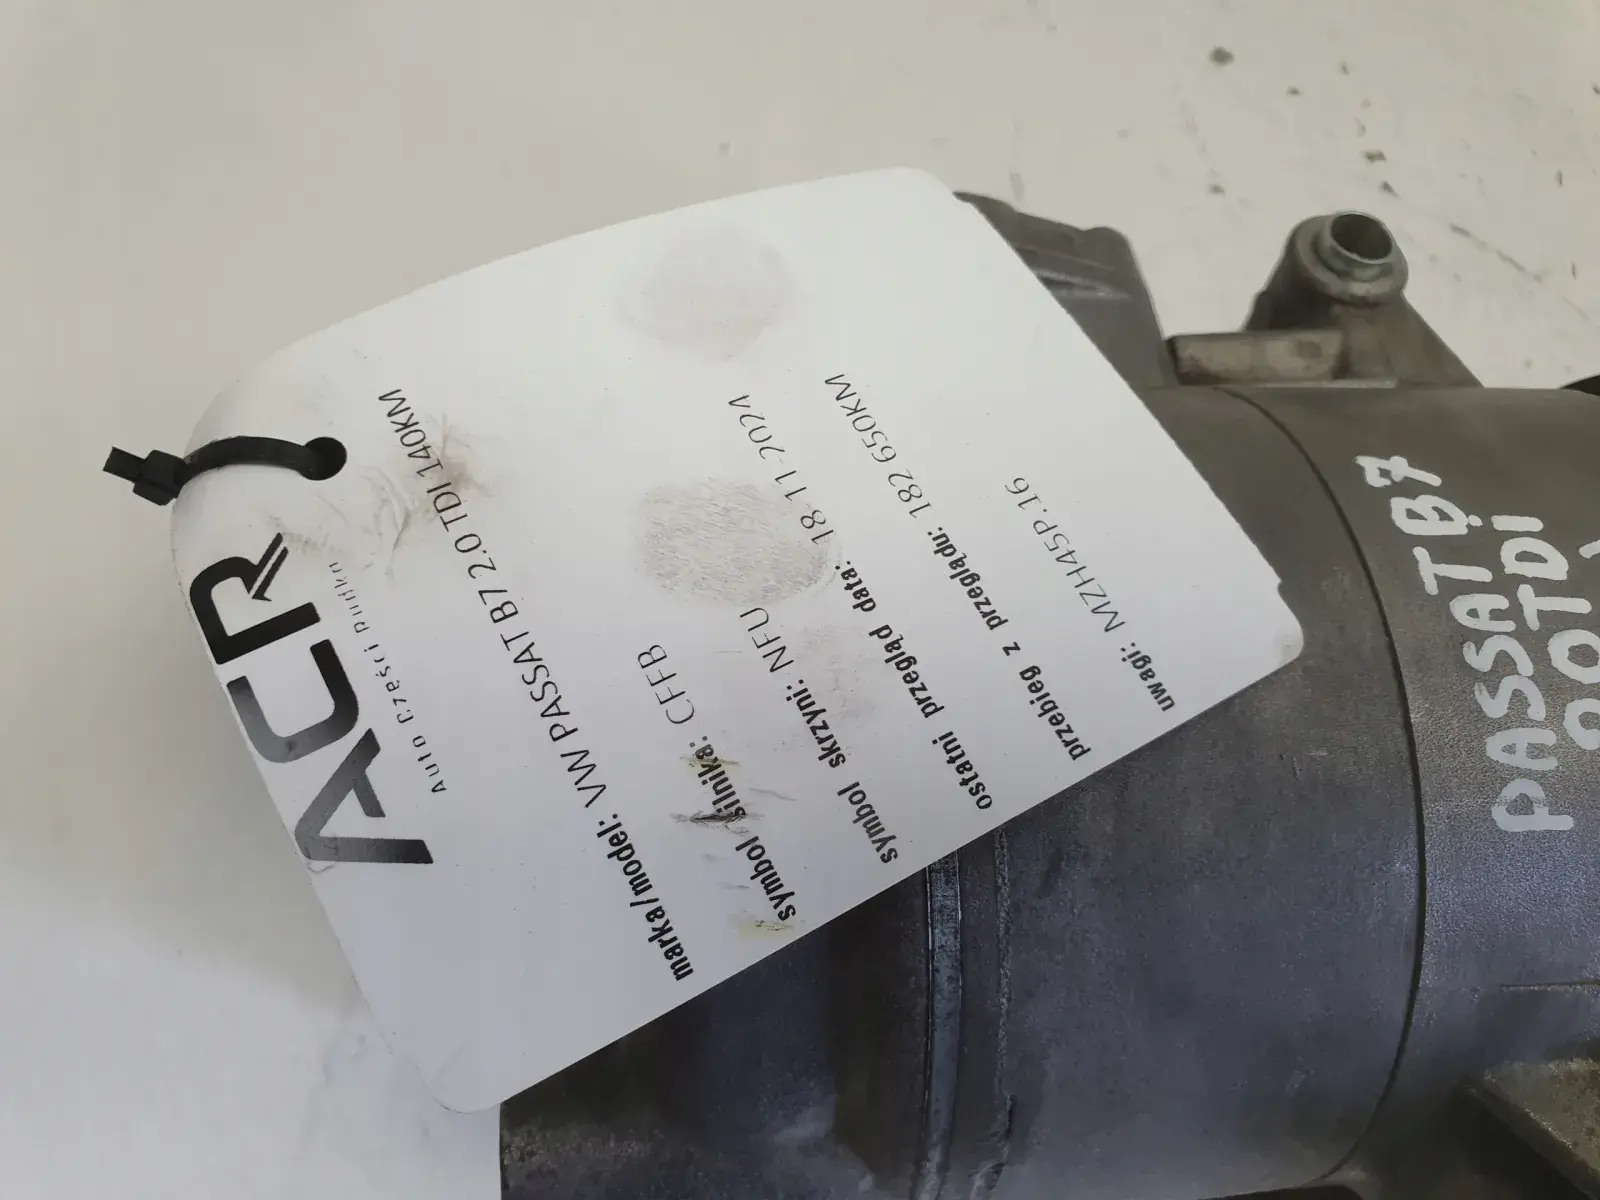 ACR
Auto Części Rudka
marka/model: VW PASSAT B7 2.0 TDI 140KM
symbol silnika: CFFB
symbol skrzyni: NFU
ostatni przegląd data: 18-11-2024
przebieg z przeglądu: 182 650KM
uwagi: MZH45P.16
PASSAT B7
2.0TDI